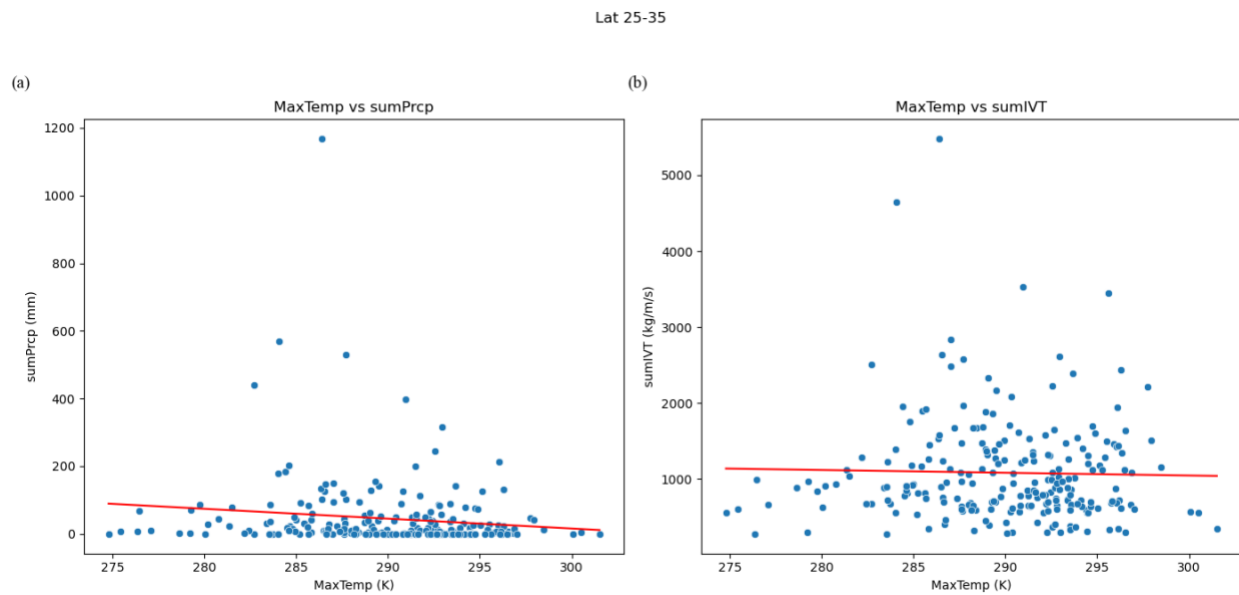 Lat 25-35
(a)
MaxTemp vs sumPrcp
1200
1000
800
600
400
200
0
sumPrcp (mm)
275
280
285
290
295
300
MaxTemp (K)
(b)
MaxTemp vs sumIVT
5000
4000
3000
2000
1000
sumIVT (kg/m/s)
275
280
285
290
295
300
MaxTemp (K)